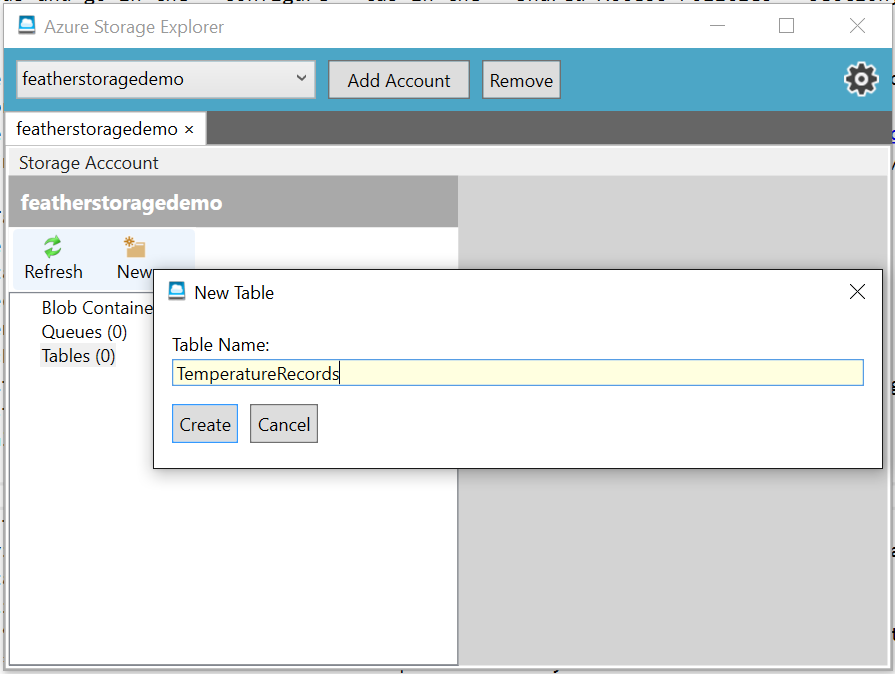 Azure Storage Explorer
featherstoragedemo
Add Account
Remove
featherstoragedemo ×
Storage Acccount
featherstoragedemo
Refresh
New
Blob Containe
Queues (0)
Tables (0)
New Table
Table Name:
TemperatureRecords
Create
Cancel